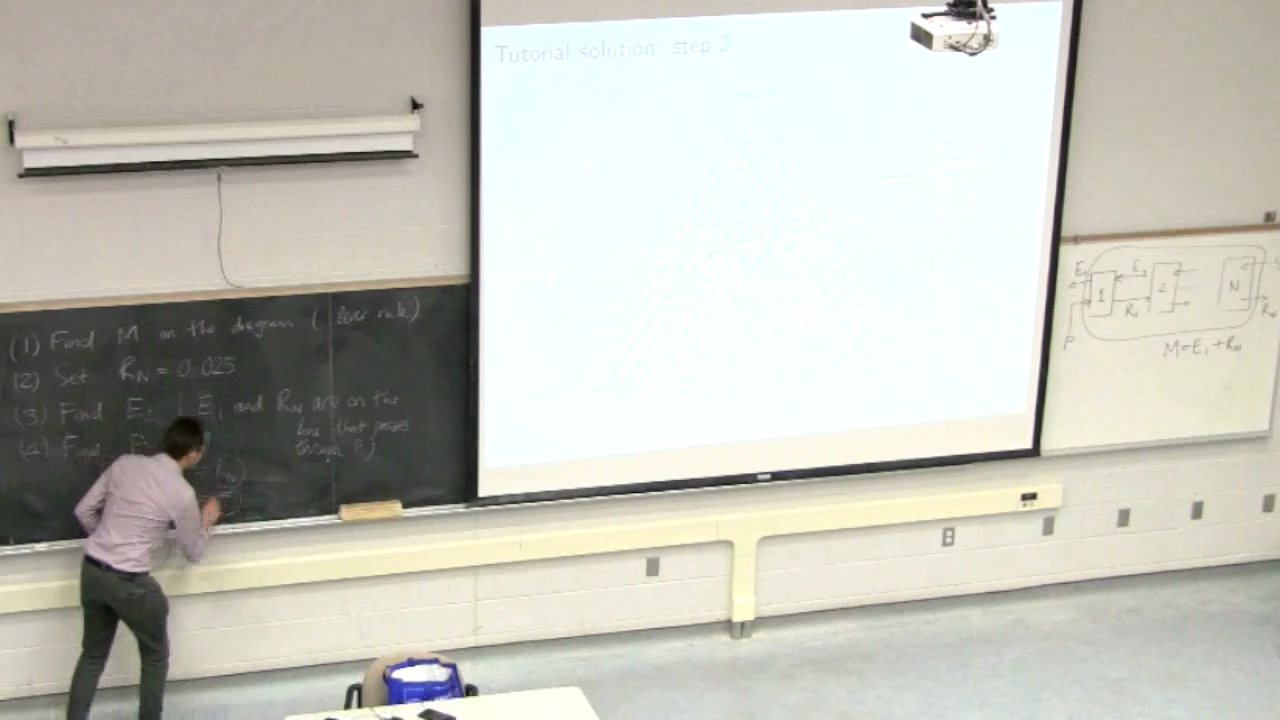 Tutorial solution: step 2
(1) Find M on the diagram ( lever rule)
(2) Set R_N = 0.025
(3) Find E_1 ( E_1 and R_N are on the
line that passes
through
(4) Find
E_1
1
R_1
2
N
R_N
F
M = E_1 + R_N